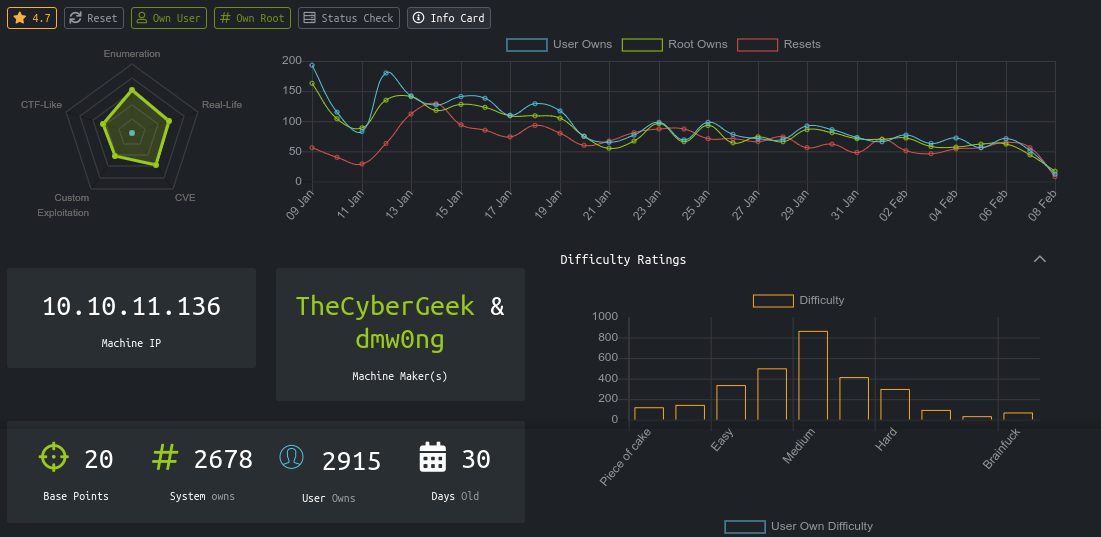 4.7 Reset Own User Own Root Status Check Info Card
User Owns Root Owns Resets
Enumeration
CTF-Like
Real-Life
Custom
Exploitation
CVE
200
150
100
50
0
09 Jan 11 Jan 13 Jan 15 Jan 17 Jan 19 Jan 21 Jan 23 Jan 25 Jan 27 Jan 29 Jan 31 Jan 02 Feb 04 Feb 06 Feb 08 Feb
10.10.11.136
Machine IP
TheCyberGeek &
dmw0ng
Machine Maker(s)
Difficulty Ratings
Difficulty
1000
800
600
400
200
0
Piece of cake Easy Medium Hard Brainfuck
20
Base Points
2678
System owns
2915
User Owns
30
Days Old
User Own Difficulty